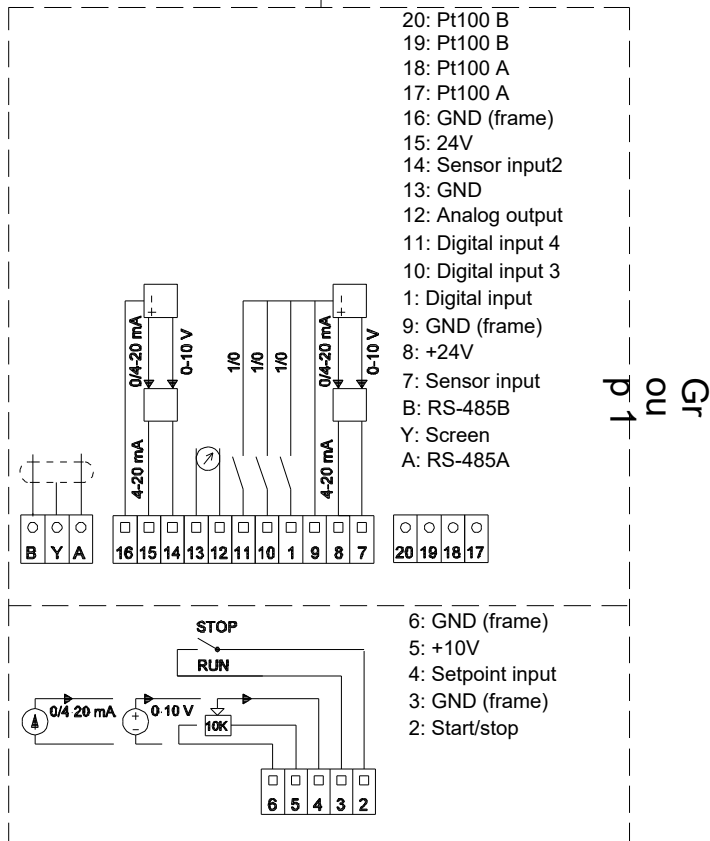 20: Pt100 B
19: Pt100 B
18: Pt100 A
17: Pt100 A
16: GND (frame)
15: 24V
14: Sensor input2
13: GND
12: Analog output
11: Digital input 4
10: Digital input 3
1: Digital input
9: GND (frame)
8: +24V
7: Sensor input
B: RS-485B
Y: Screen
A: RS-485A
Gr
ou
p 1
- +
0/4-20 mA
0-10 V
1/0
1/0
1/0
- +
0/4-20 mA
0-10 V
4-20 mA
4-20 mA
B Y A
16 15 14 13 12 11 10 1 9 8 7
20 19 18 17
STOP
RUN
0/4 20 mA
+ -
0 10 V
10K
6 5 4 3 2
6: GND (frame)
5: +10V
4: Setpoint input
3: GND (frame)
2: Start/stop